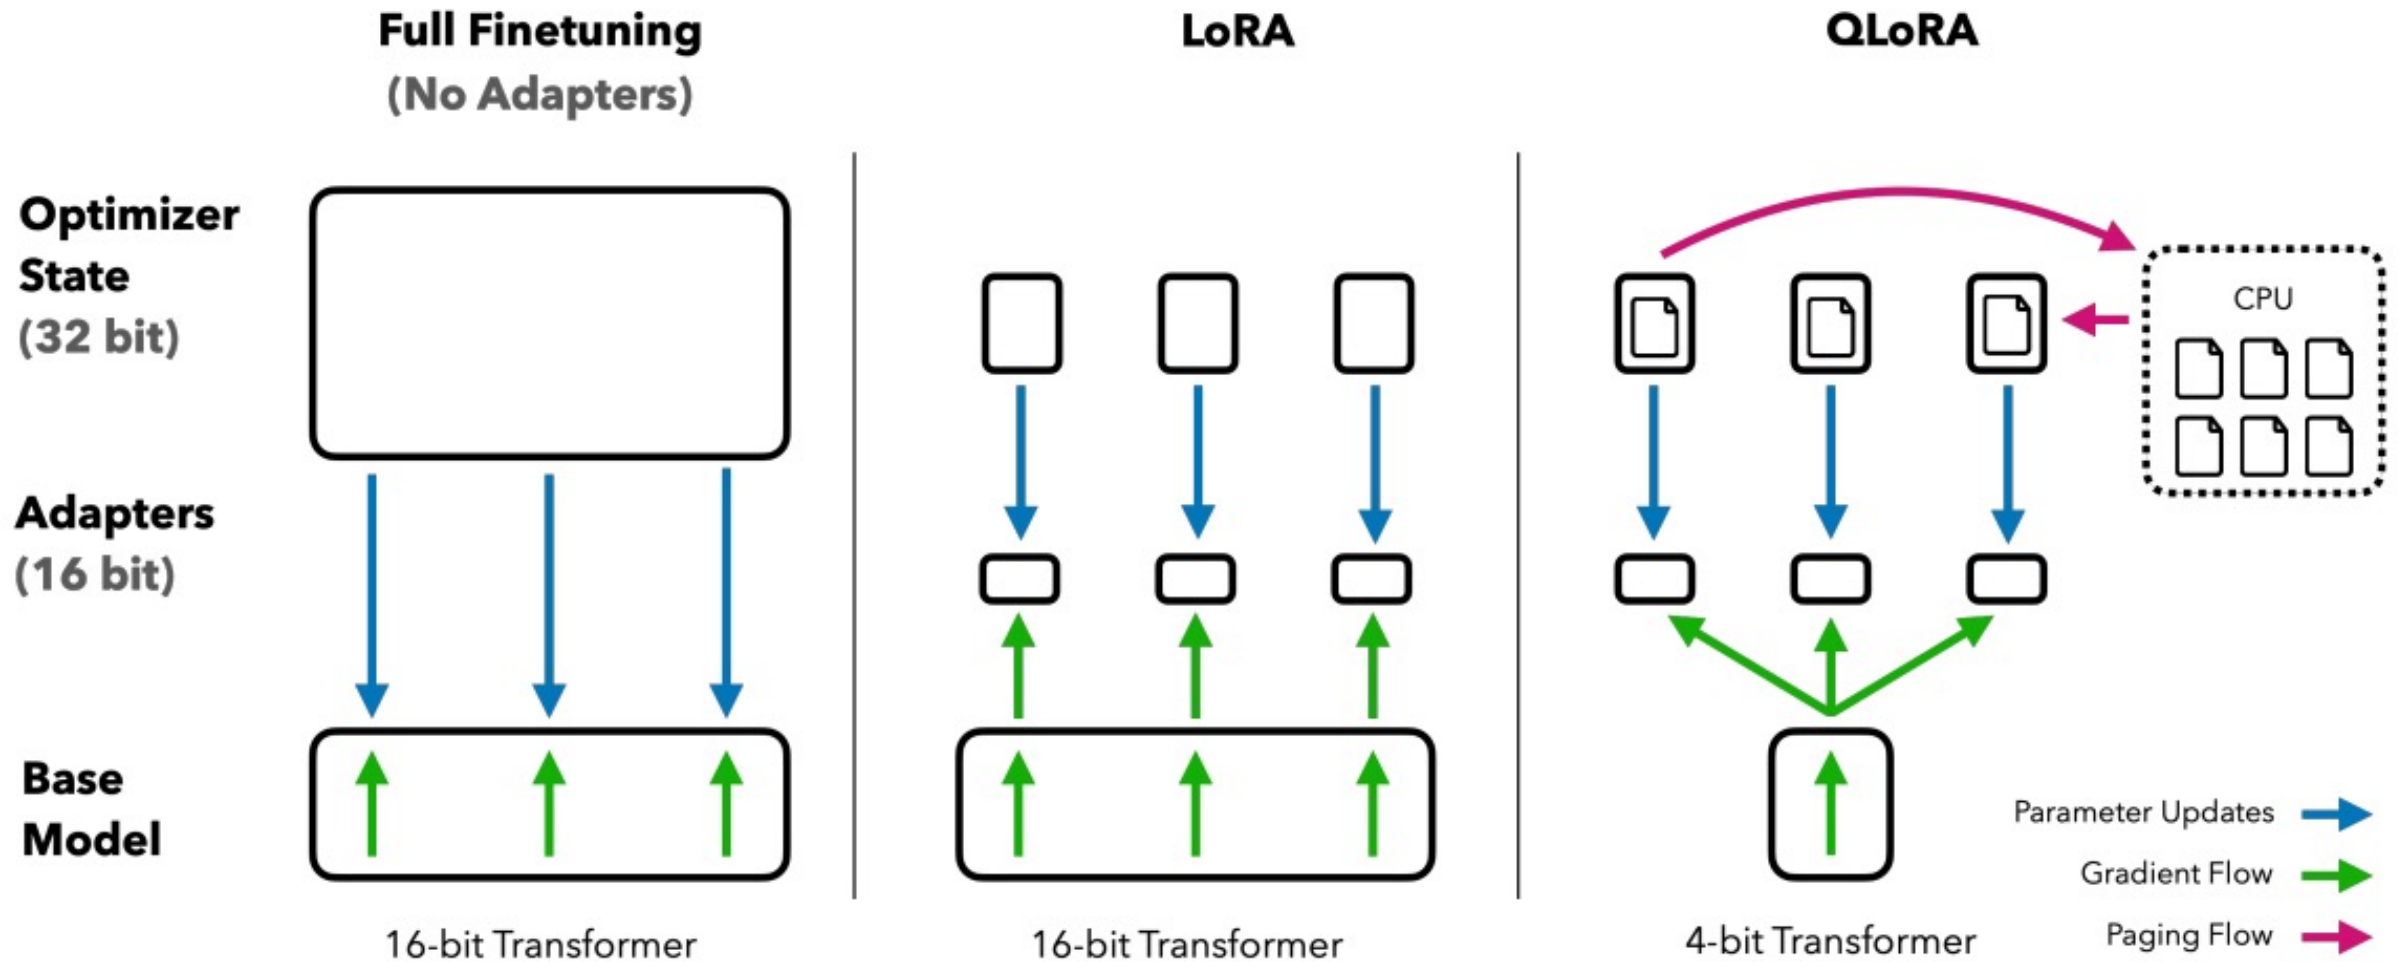 Full Finetuning
(No Adapters)
LoRA
QLoRA
Optimizer
State
(32 bit)
CPU
Adapters
(16 bit)
Base
Model
Parameter Updates
Gradient Flow
Paging Flow
16-bit Transformer
16-bit Transformer
4-bit Transformer